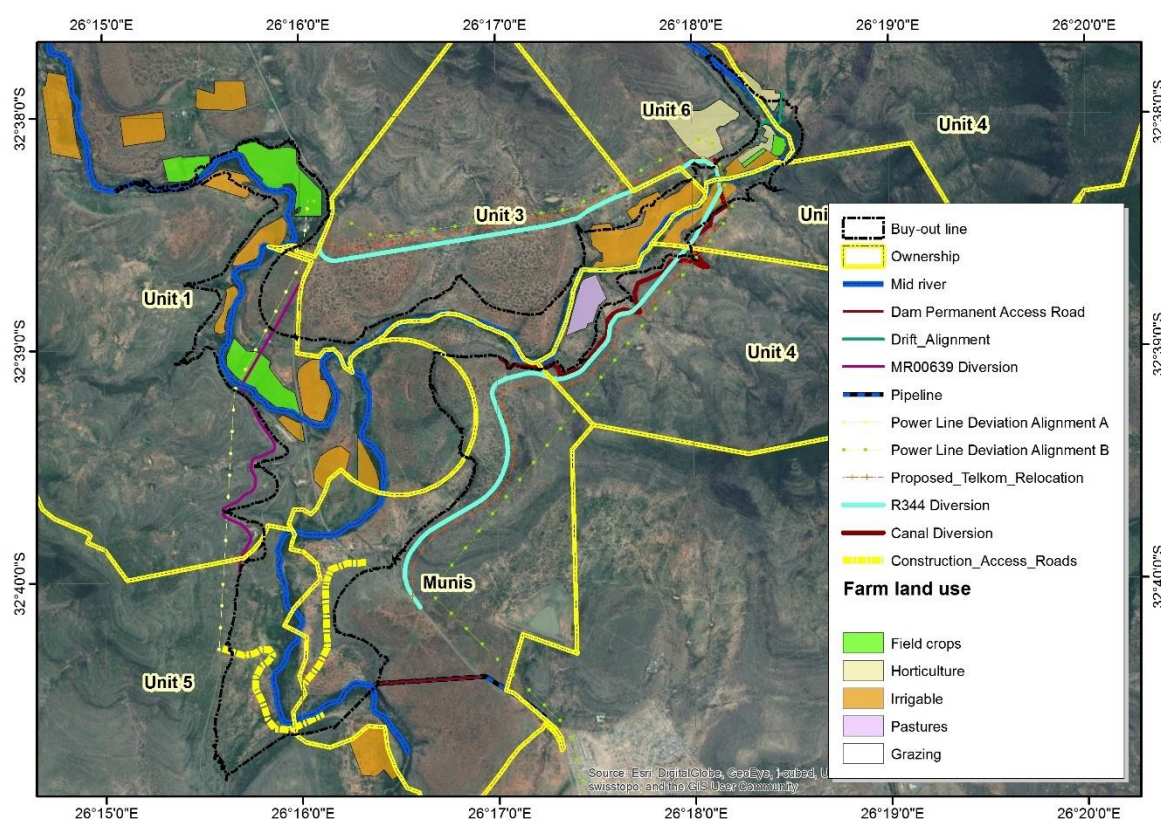 26°15'0"E 26°16'0"E 26°17'0"E 26°18'0"E 26°19'0"E 26°20'0"E
32°38'0"S 32°38'0"S
Unit 6
Unit 4
Unit 3
Uni
Unit 1
32°39'0"S 32°39'0"S
Unit 4
Munis
32°40'0"S 32°40'0"S
Unit 5
Buy-out line
Ownership
Mid river
Dam Permanent Access Road
Drift_Alignment
MR00639 Diversion
Pipeline
Power Line Deviation Alignment A
Power Line Deviation Alignment B
Proposed_Telkom_Relocation
R344 Diversion
Canal Diversion
Construction_Access_Roads
Farm land use
Field crops
Horticulture
Irrigable
Pastures
Grazing
Source: Esri, DigitalGlobe, GeoEye, i-cubed, U
swisstopo, and the GIS User Community
26°15'0"E 26°16'0"E 26°17'0"E 26°18'0"E 26°19'0"E 26°20'0"E